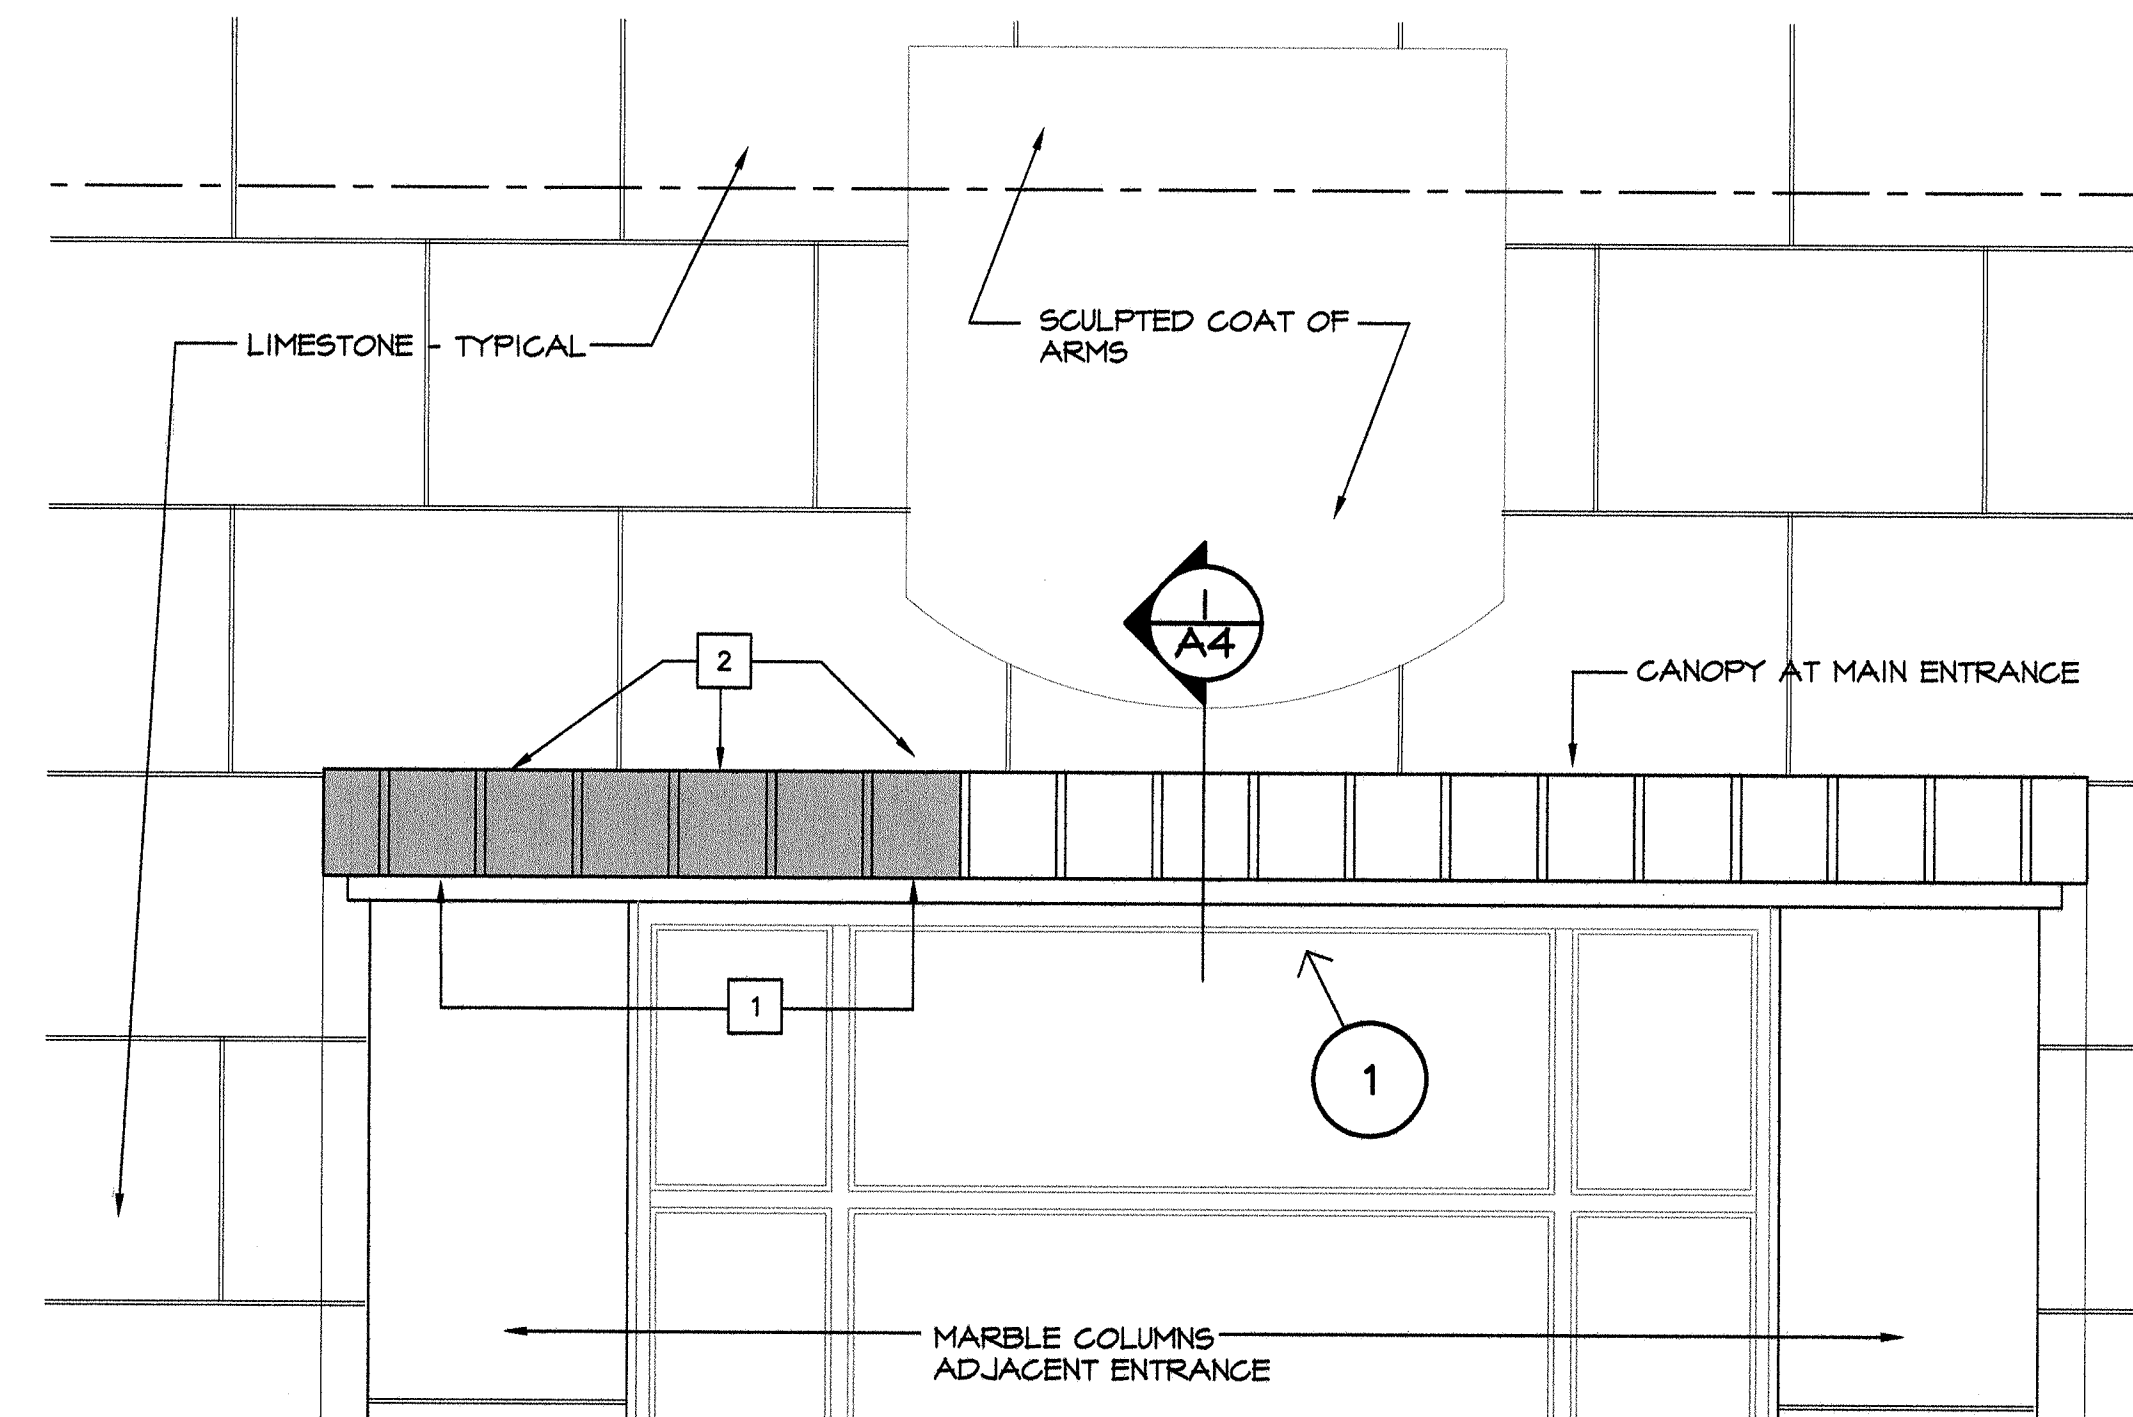 LIMESTONE - TYPICAL
SCULPTED COAT OF
ARMS
1
A4
2
CANOPY AT MAIN ENTRANCE
1
1
MARBLE COLUMNS
ADJACENT ENTRANCE